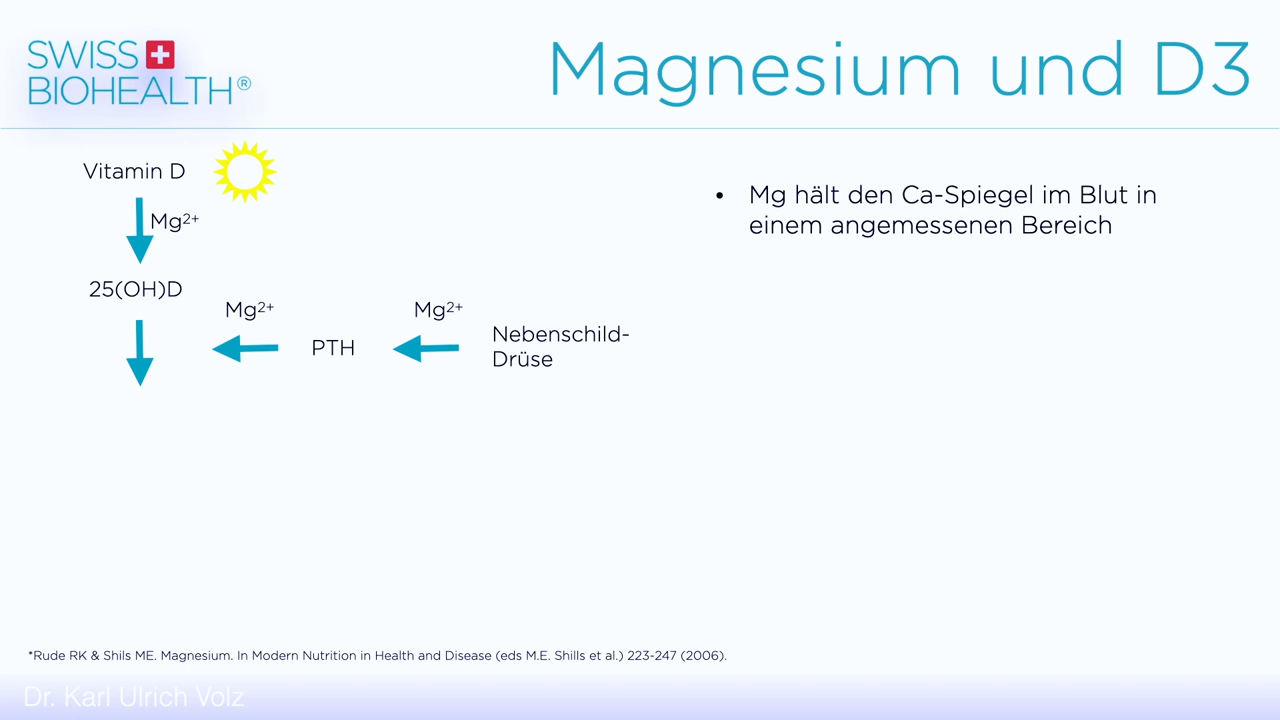 SWISS
BIOHEALTH®
Magnesium und D3
Vitamin D
Mg²⁺
25(OH)D
Mg²⁺
PTH
Mg²⁺
Nebenschild-
Drüse
• Mg hält den Ca-Spiegel im Blut in
einem angemessenen Bereich
*Rude RK & Shils ME. Magnesium. In Modern Nutrition in Health and Disease (eds M.E. Shills et al.) 223-247 (2006).
Dr. Karl Ulrich Volz